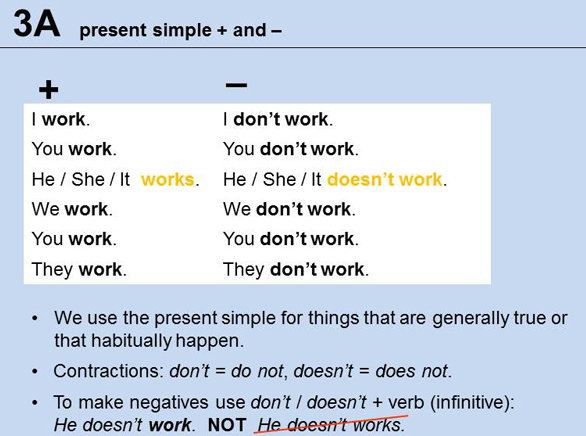 3A present simple + and –
+ –
I work. I don't work.
You work. You don't work.
He / She / It works. He / She / It doesn't work.
We work. We don't work.
You work. You don't work.
They work. They don't work.
• We use the present simple for things that are generally true or
that habitually happen.
• Contractions: don't = do not, doesn't = does not.
• To make negatives use don't / doesn't + verb (infinitive):
He doesn't work. NOT He doesn't works.